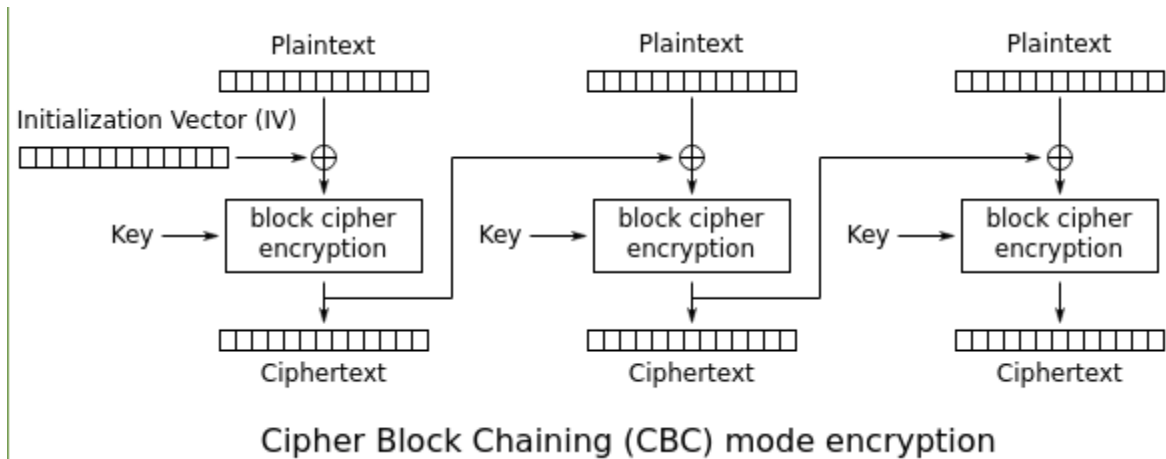 Plaintext
Plaintext
Plaintext
Initialization Vector (IV)
Key
block cipher
encryption
Key
block cipher
encryption
Key
block cipher
encryption
Ciphertext
Ciphertext
Ciphertext
Cipher Block Chaining (CBC) mode encryption